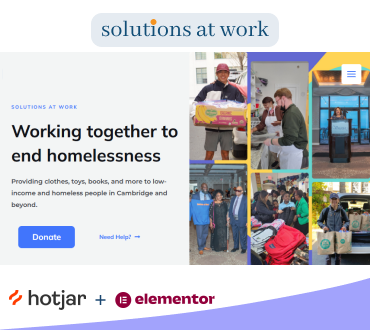 solutions at work
SOLUTIONS AT WORK
Working together to
end homelessness
Providing clothes, toys, books, and more to low-
income and homeless people in Cambridge and
beyond.
Donate
Need Help? →
hotjar + elementor